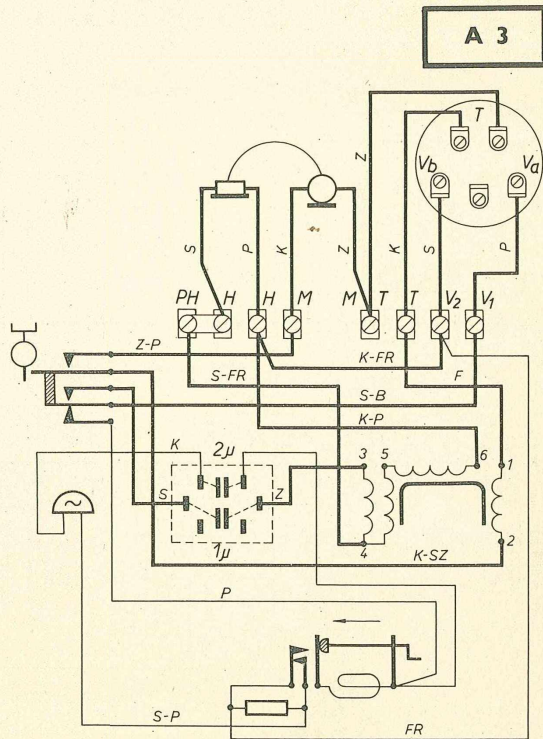 A 3
T
Vb Va
Z
S P K Z K S P
PH H H M M T T V2 V1
Z-P
K-FR
S-FR F
S-B
K-P
K 2μ
3 5 6 1
S Z
1μ
4 2
K-SZ
P
S-P
FR